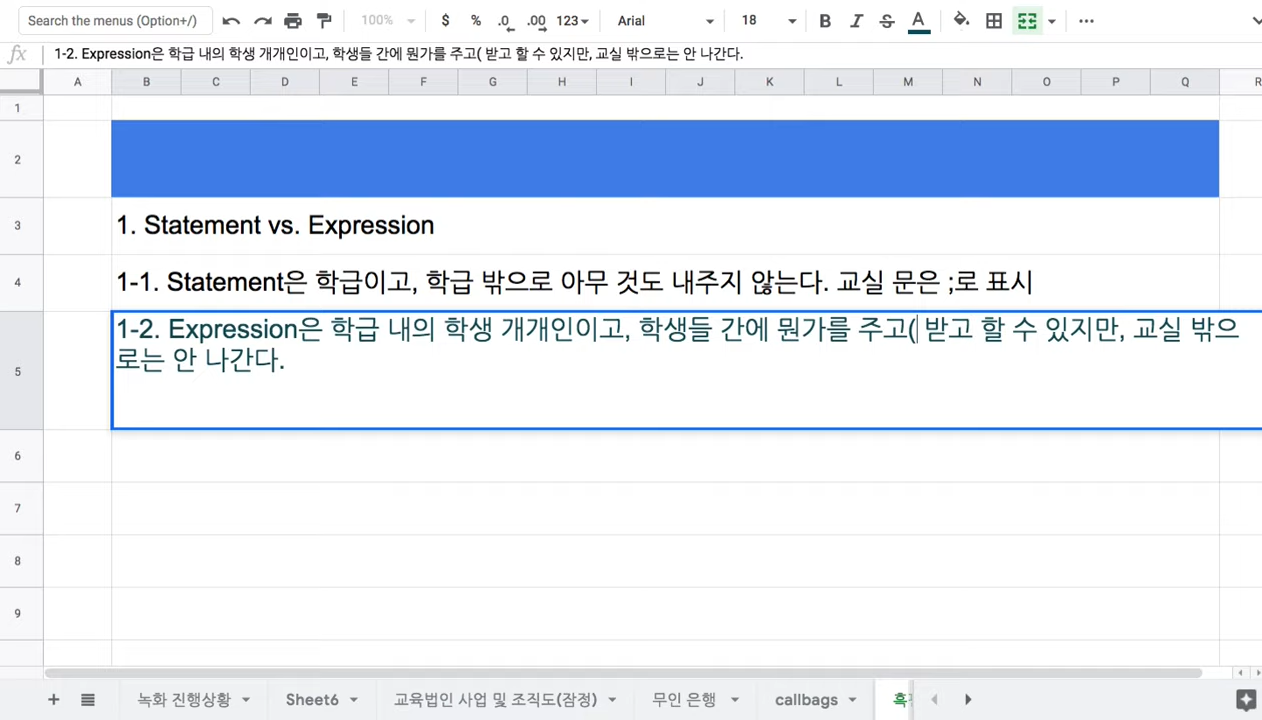 Search the menus (Option+/) 100% $ % .0 .00 123 Arial 18 B I S A
fx 1-2. Expression은 학급 내의 학생 개개인이고, 학생들 간에 뭔가를 주고( 받고 할 수 있지만, 교실 밖으로는 안 나간다.
A B C D E F G H I J K L M N O P Q R
1
2
3 1. Statement vs. Expression
4 1-1. Statement은 학급이고, 학급 밖으로 아무 것도 내주지 않는다. 교실 문은 ;로 표시
1-2. Expression은 학급 내의 학생 개개인이고, 학생들 간에 뭔가를 주고( 받고 할 수 있지만, 교실 밖으
5 로는 안 나간다.
6
7
8
9
녹화 진행상황 Sheet6 교육법인 사업 및 조직도(잠정) 무인 은행 callbags